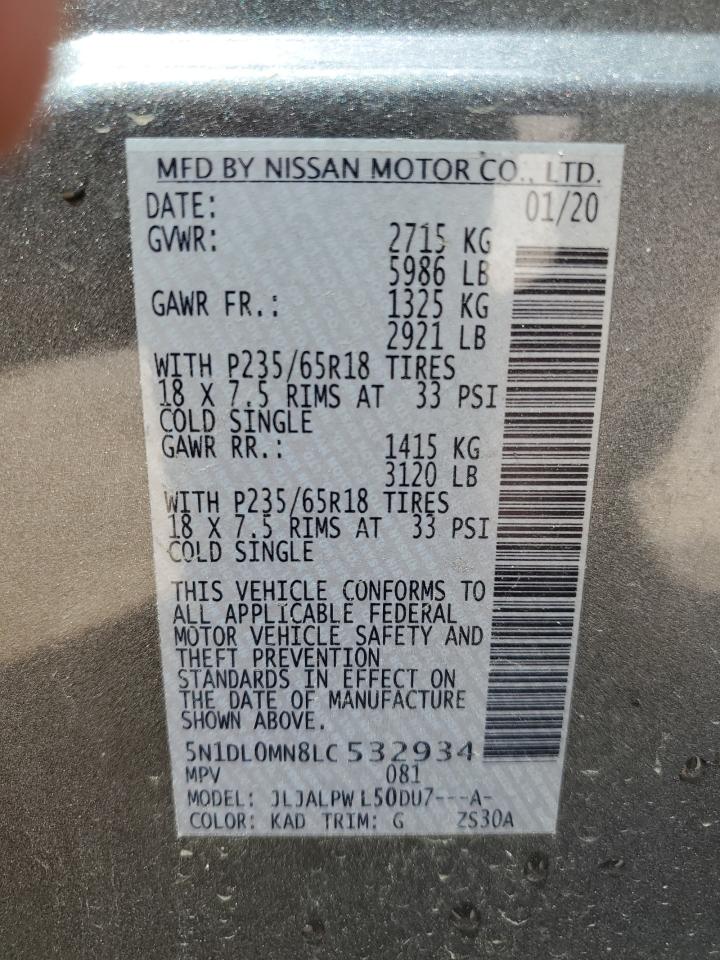 MFD BY NISSAN MOTOR CO., LTD.
DATE: 01/20
GVWR: 2715 KG
5986 LB
GAWR FR.: 1325 KG
2921 LB
WITH P235/65R18 TIRES
18 X 7.5 RIMS AT 33 PSI
COLD SINGLE
GAWR RR.: 1415 KG
3120 LB
WITH P235/65R18 TIRES
18 X 7.5 RIMS AT 33 PSI
COLD SINGLE
THIS VEHICLE CONFORMS TO
ALL APPLICABLE FEDERAL
MOTOR VEHICLE SAFETY AND
THEFT PREVENTION
STANDARDS IN EFFECT ON
THE DATE OF MANUFACTURE
SHOWN ABOVE.
5N1DL0MN8LC532934
MPV 081
MODEL: JLJALPWL50DU7---A-
COLOR: KAD TRIM: G ZS30A